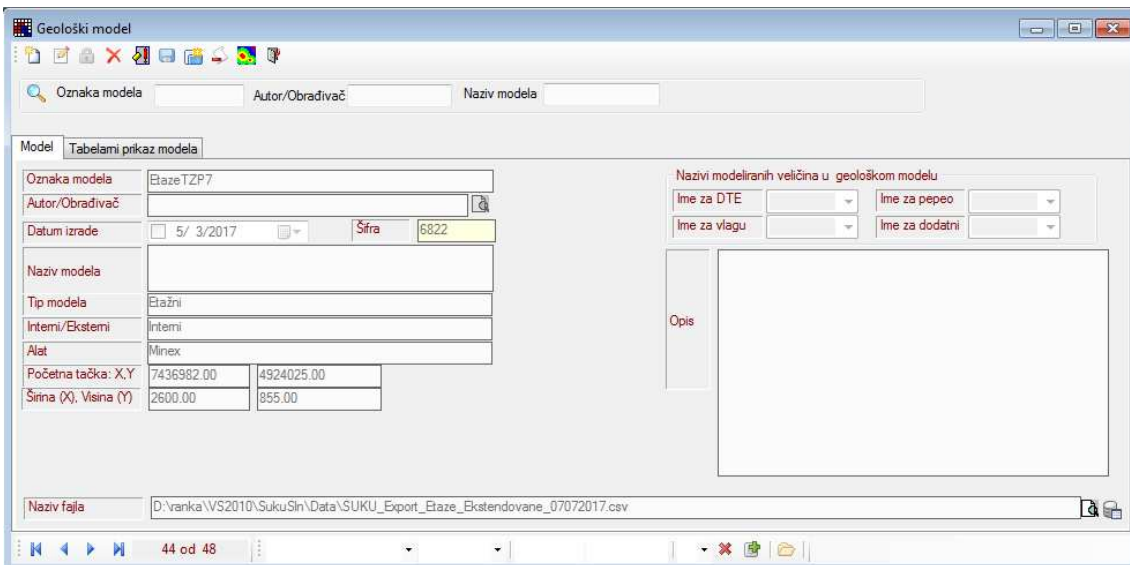 Geološki model
Oznaka modela Autor/Obrađivač Naziv modela
Model Tabelarni prikaz modela
Oznaka modela EtazeTZP7
Autor/Obrađivač
Datum izrade 5/ 3/2017 Šifra 6822
Naziv modela
Tip modela Etažni
Interni/Eksterni Interni
Alat Minex
Početna tačka: X,Y 7436982.00 4924025.00
Širina (X), Visina (Y) 2600.00 855.00
Nazivi modeliranih veličina u geološkom modelu
Ime za DTE Ime za pepeo
Ime za vlagu Ime za dodatni
Opis
Naziv fajla D:\ranka\VS2010\SukuSln\Data\SUKU_Export_Etaze_Ekstendovane_07072017.csv
44 od 48